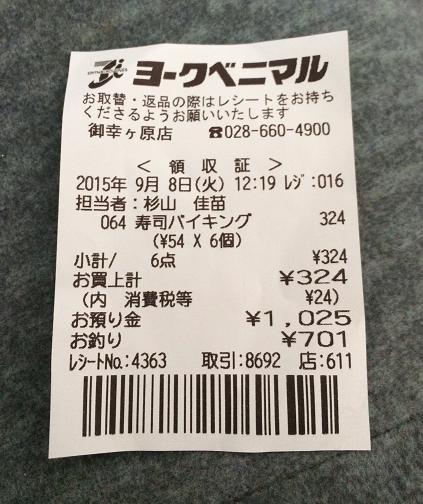 ヨークベニマル
お取替・返品の際はレシートをお持ち
くださるようお願いいたします
御幸ヶ原店 ☎028-660-4900
＜ 領 収 証 ＞
2015年 9月 8日(火) 12:19 レジ:016
担当者：杉山 佳苗
064 寿司バイキング 324
(¥54 X 6個)
小計/ 6点 ¥324
お買上計 ¥324
(内 消費税等 ¥24)
お預り金 ¥1,025
お釣り ¥701
レシートNo.:4363 取引:8692 店:611